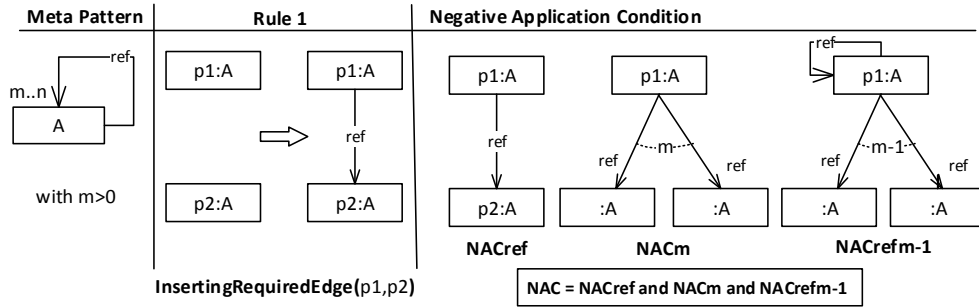 Meta Pattern
Rule 1
Negative Application Condition
ref
m..n
A
with m>0
p1:A
p2:A
p1:A
ref
p2:A
InsertingRequiredEdge(p1,p2)
p1:A
ref
p2:A
NACref
p1:A
m
ref
ref
:A
:A
NACm
ref
p1:A
m-1
ref
ref
:A
:A
NACrefm-1
NAC = NACref and NACm and NACrefm-1